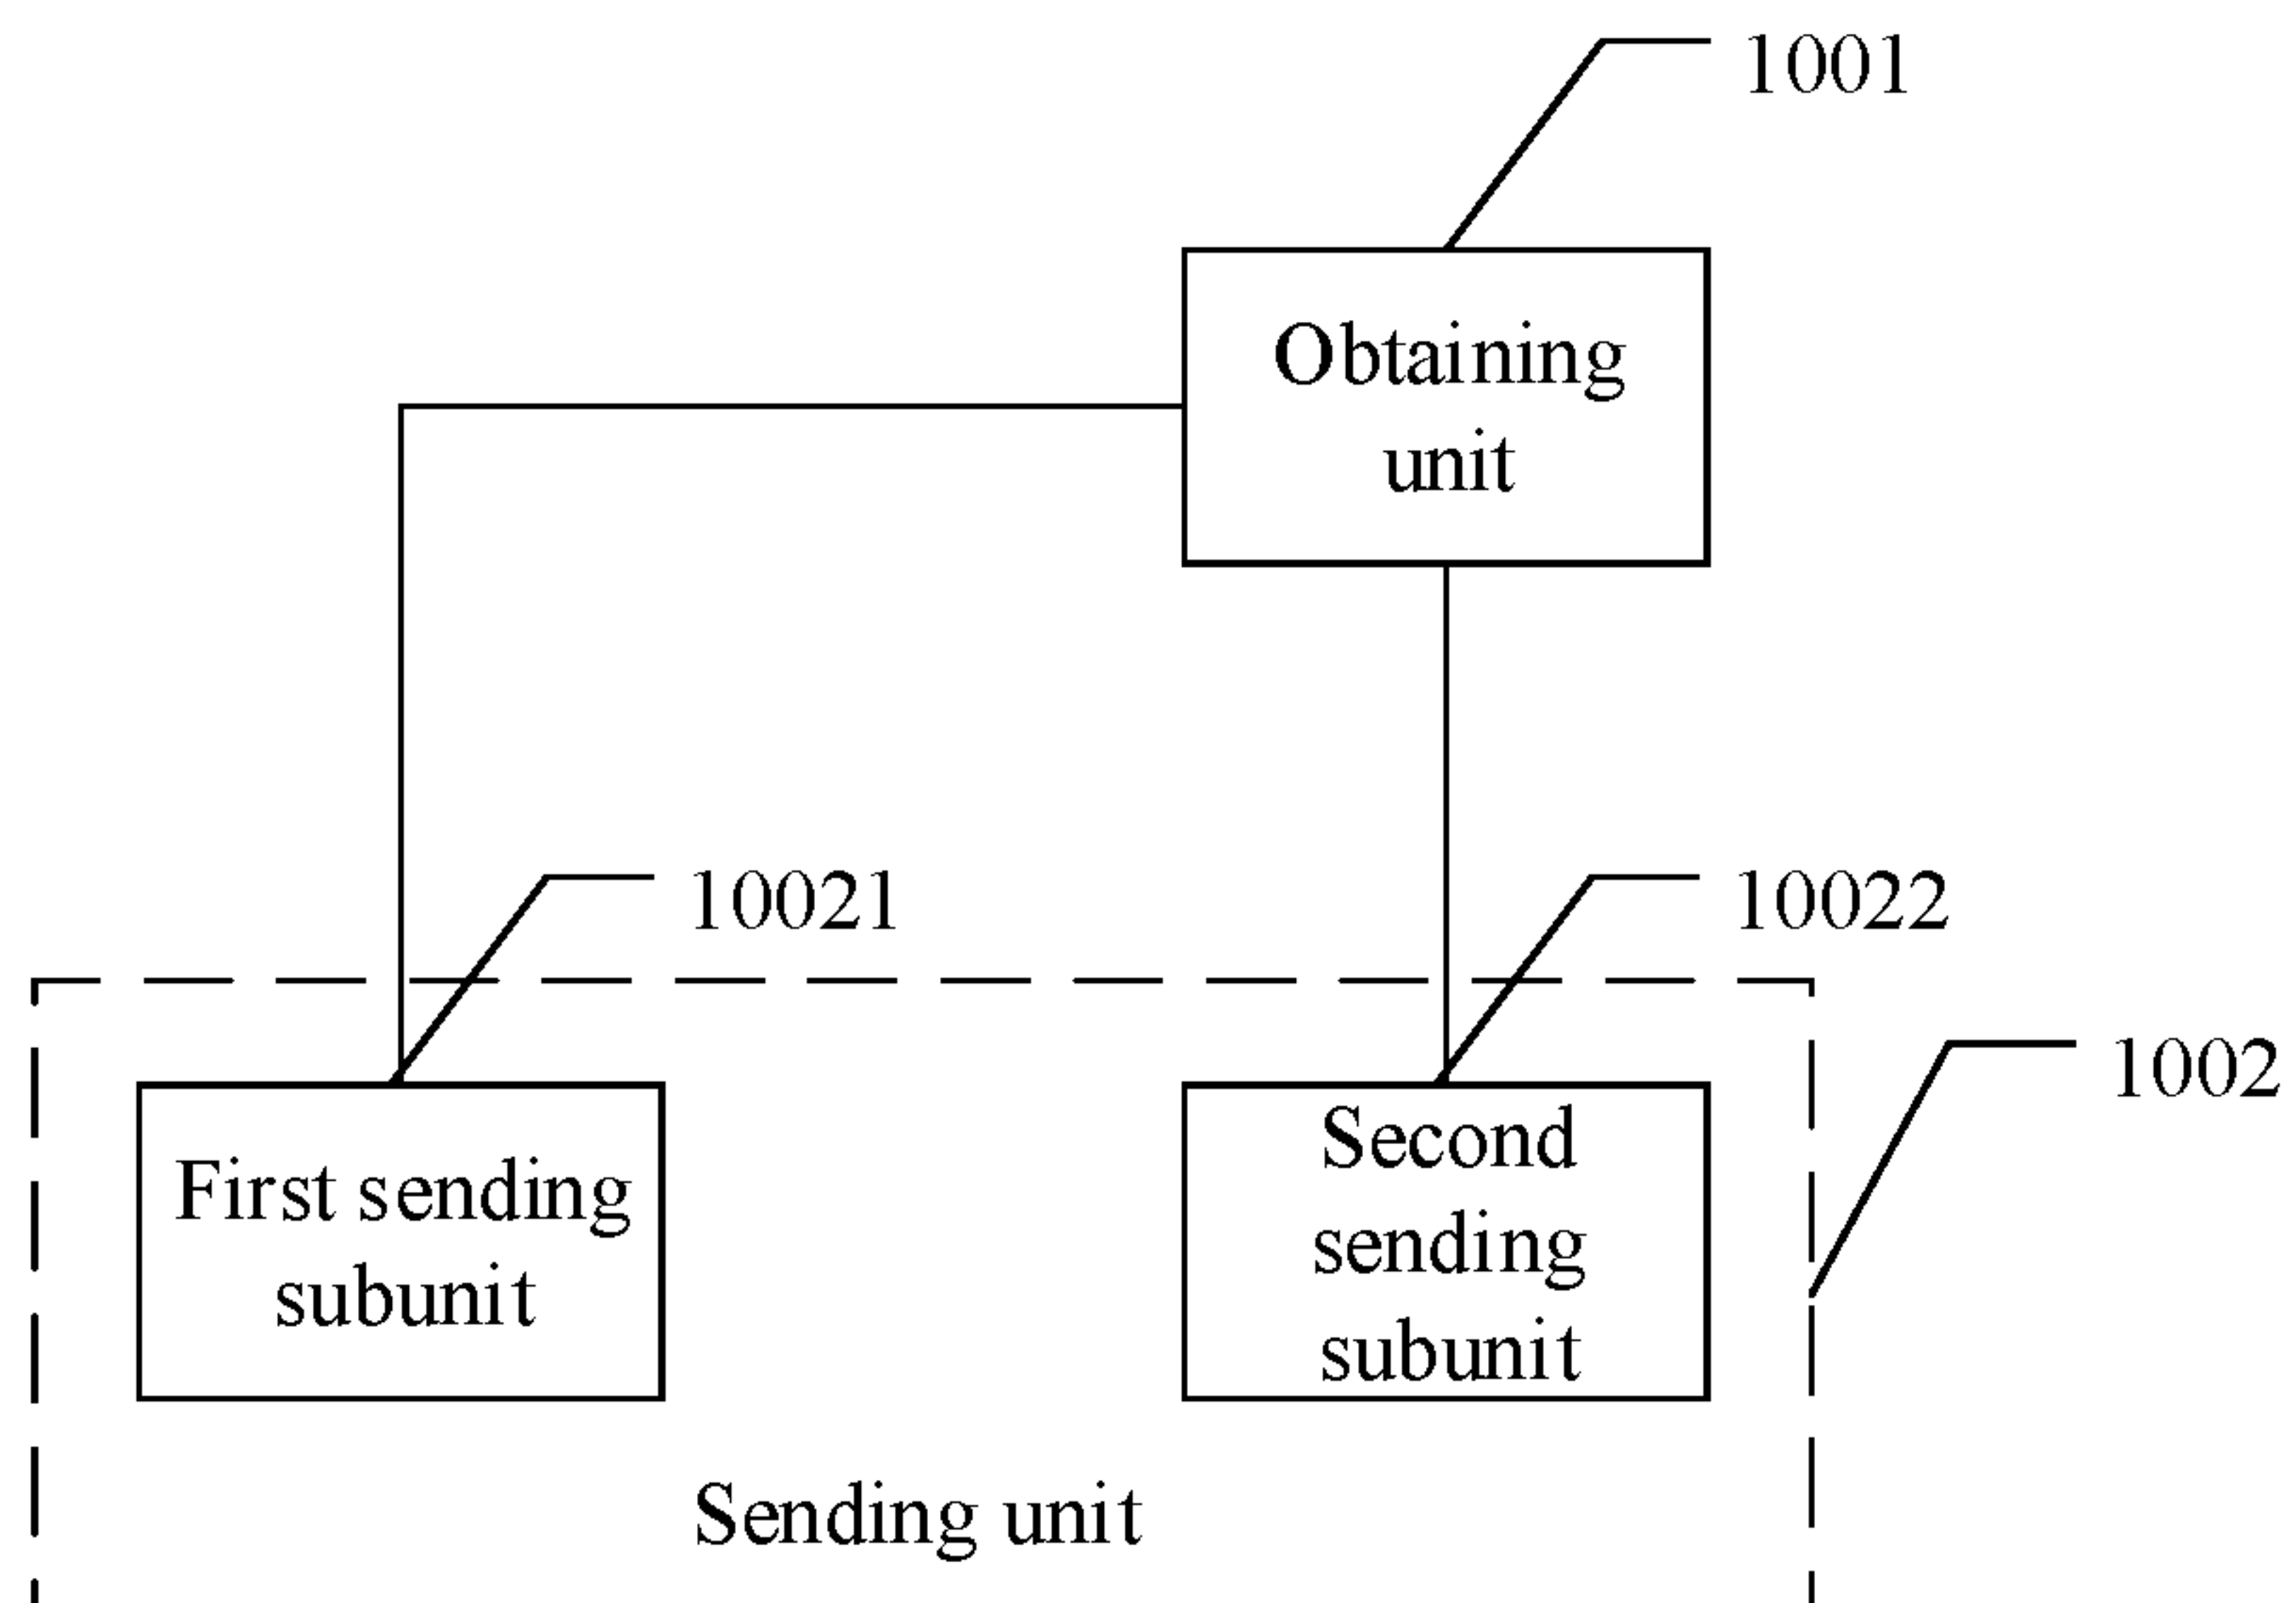 1001
Obtaining
unit
10021
10022
1002
First sending
subunit
Second
sending
subunit
Sending unit